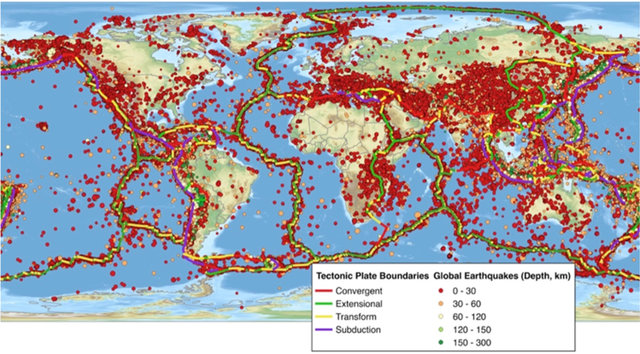 Tectonic Plate Boundaries Global Earthquakes (Depth, km)
Convergent 0 - 30
Extensional 30 - 60
Transform 60 - 120
Subduction 120 - 150
150 - 300